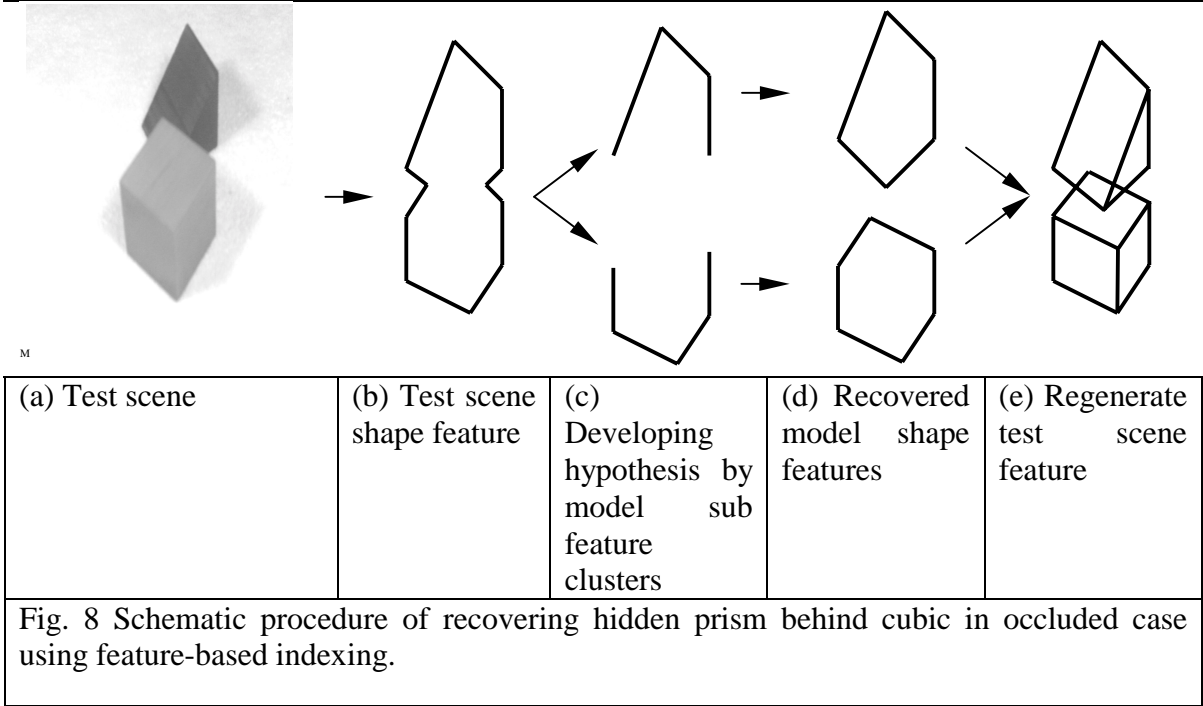 M
(a) Test scene
(b) Test scene
shape feature
(c)
Developing
hypothesis by
model sub
feature
clusters
(d) Recovered
model shape
features
(e) Regenerate
test scene
feature
Fig. 8 Schematic procedure of recovering hidden prism behind cubic in occluded case
using feature-based indexing.